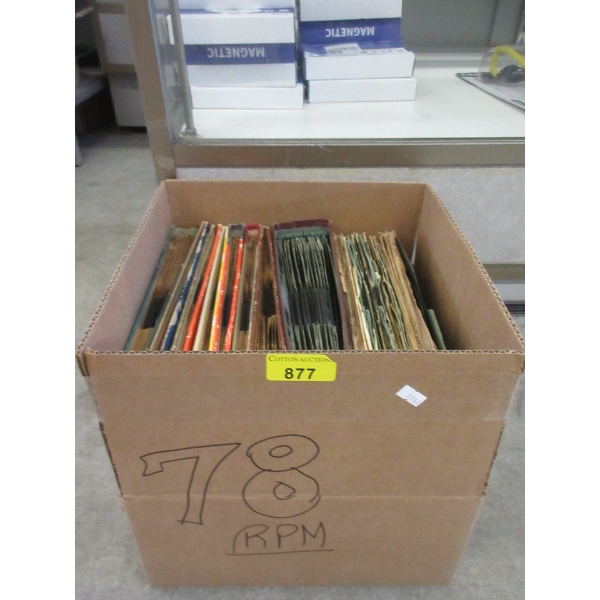 MAGNETIC
MAGNETIC
COTTON AUCTION
877
78
RPM